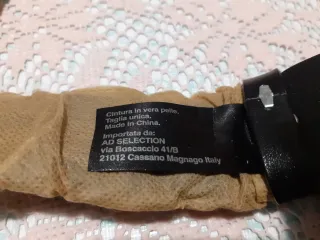 Cintura in vera pelle.
Taglia unica.
Made in China.
Importata da:
AD SELECTION
via Boscaccio 41/B
21012 Cassano Magnago Italy